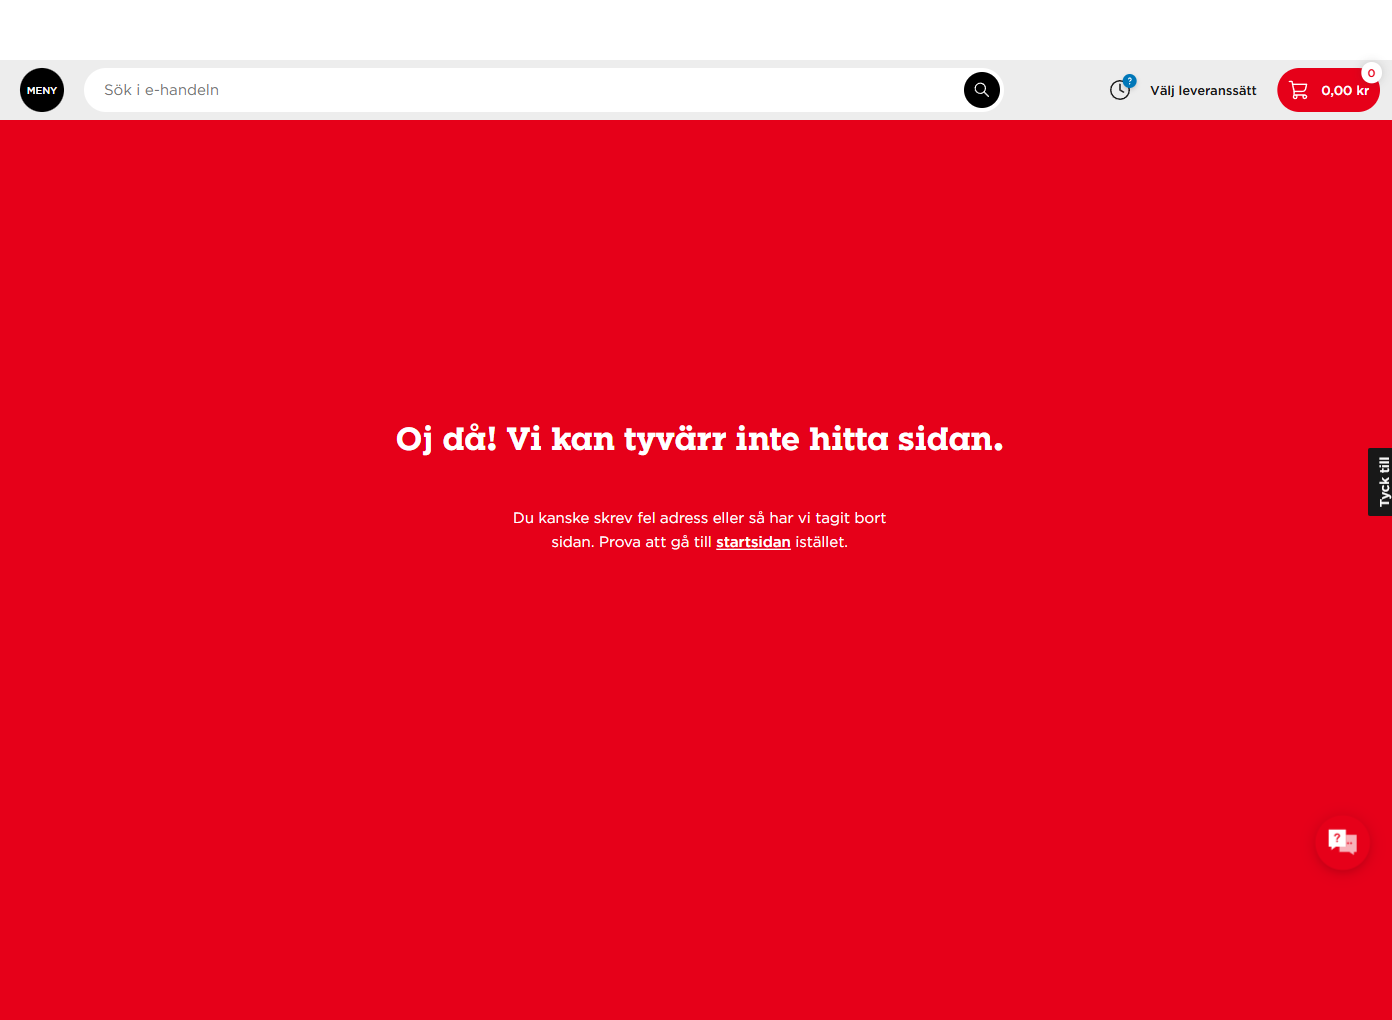 MENY
Sök i e-handeln
?
Välj leveranssätt
0
0,00 kr
Oj då! Vi kan tyvärr inte hitta sidan.
Du kanske skrev fel adress eller så har vi tagit bort
sidan. Prova att gå till startsidan istället.
Tyck till
?